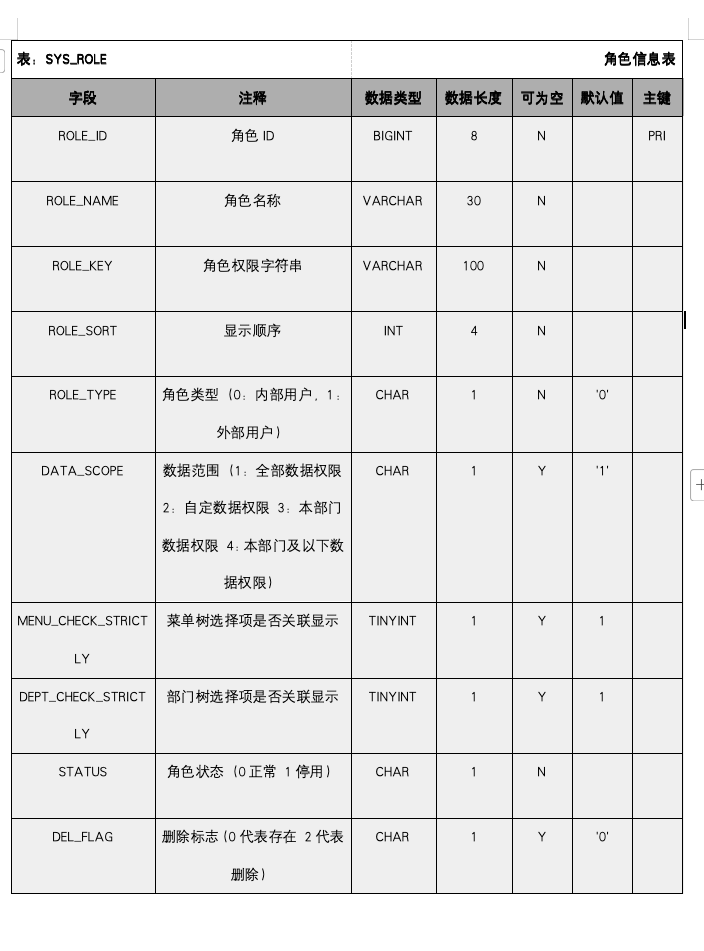 表：SYS_ROLE 角色信息表
字段 注释 数据类型 数据长度 可为空 默认值 主键
ROLE_ID 角色 ID BIGINT 8 N PRI
ROLE_NAME 角色名称 VARCHAR 30 N
ROLE_KEY 角色权限字符串 VARCHAR 100 N
ROLE_SORT 显示顺序 INT 4 N
ROLE_TYPE 角色类型（0：内部用户，1： CHAR 1 N '0'
外部用户）
DATA_SCOPE 数据范围（1：全部数据权限 CHAR 1 Y '1'
2：自定数据权限 3：本部门
数据权限 4：本部门及以下数
据权限）
MENU_CHECK_STRICT 菜单树选择项是否关联显示 TINYINT 1 Y 1
LY
DEPT_CHECK_STRICT 部门树选择项是否关联显示 TINYINT 1 Y 1
LY
STATUS 角色状态（0 正常 1 停用） CHAR 1 N
DEL_FLAG 删除标志（0 代表存在 2 代表 CHAR 1 Y '0'
删除）